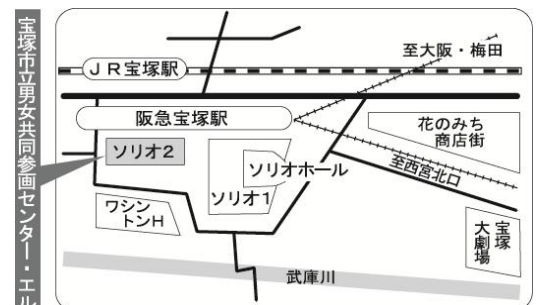 宝塚市立男女共同参画センター・エル
至大阪・梅田
JR宝塚駅
阪急宝塚駅
花のみち
商店街
ソリオ2
ソリオホール
至西宮北口
ソリオ1
ワシン
トンH
宝塚
大劇場
武庫川